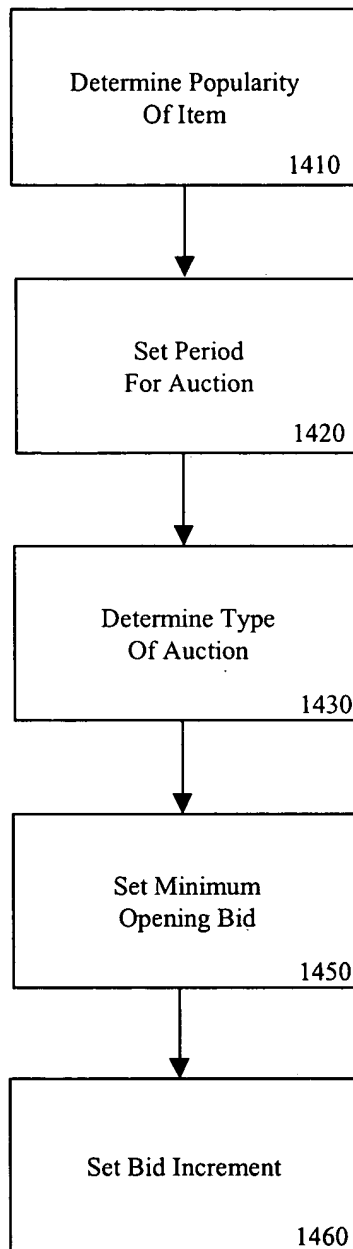 Determine Popularity
Of Item
1410
Set Period
For Auction
1420
Determine Type
Of Auction
1430
Set Minimum
Opening Bid
1450
Set Bid Increment
1460